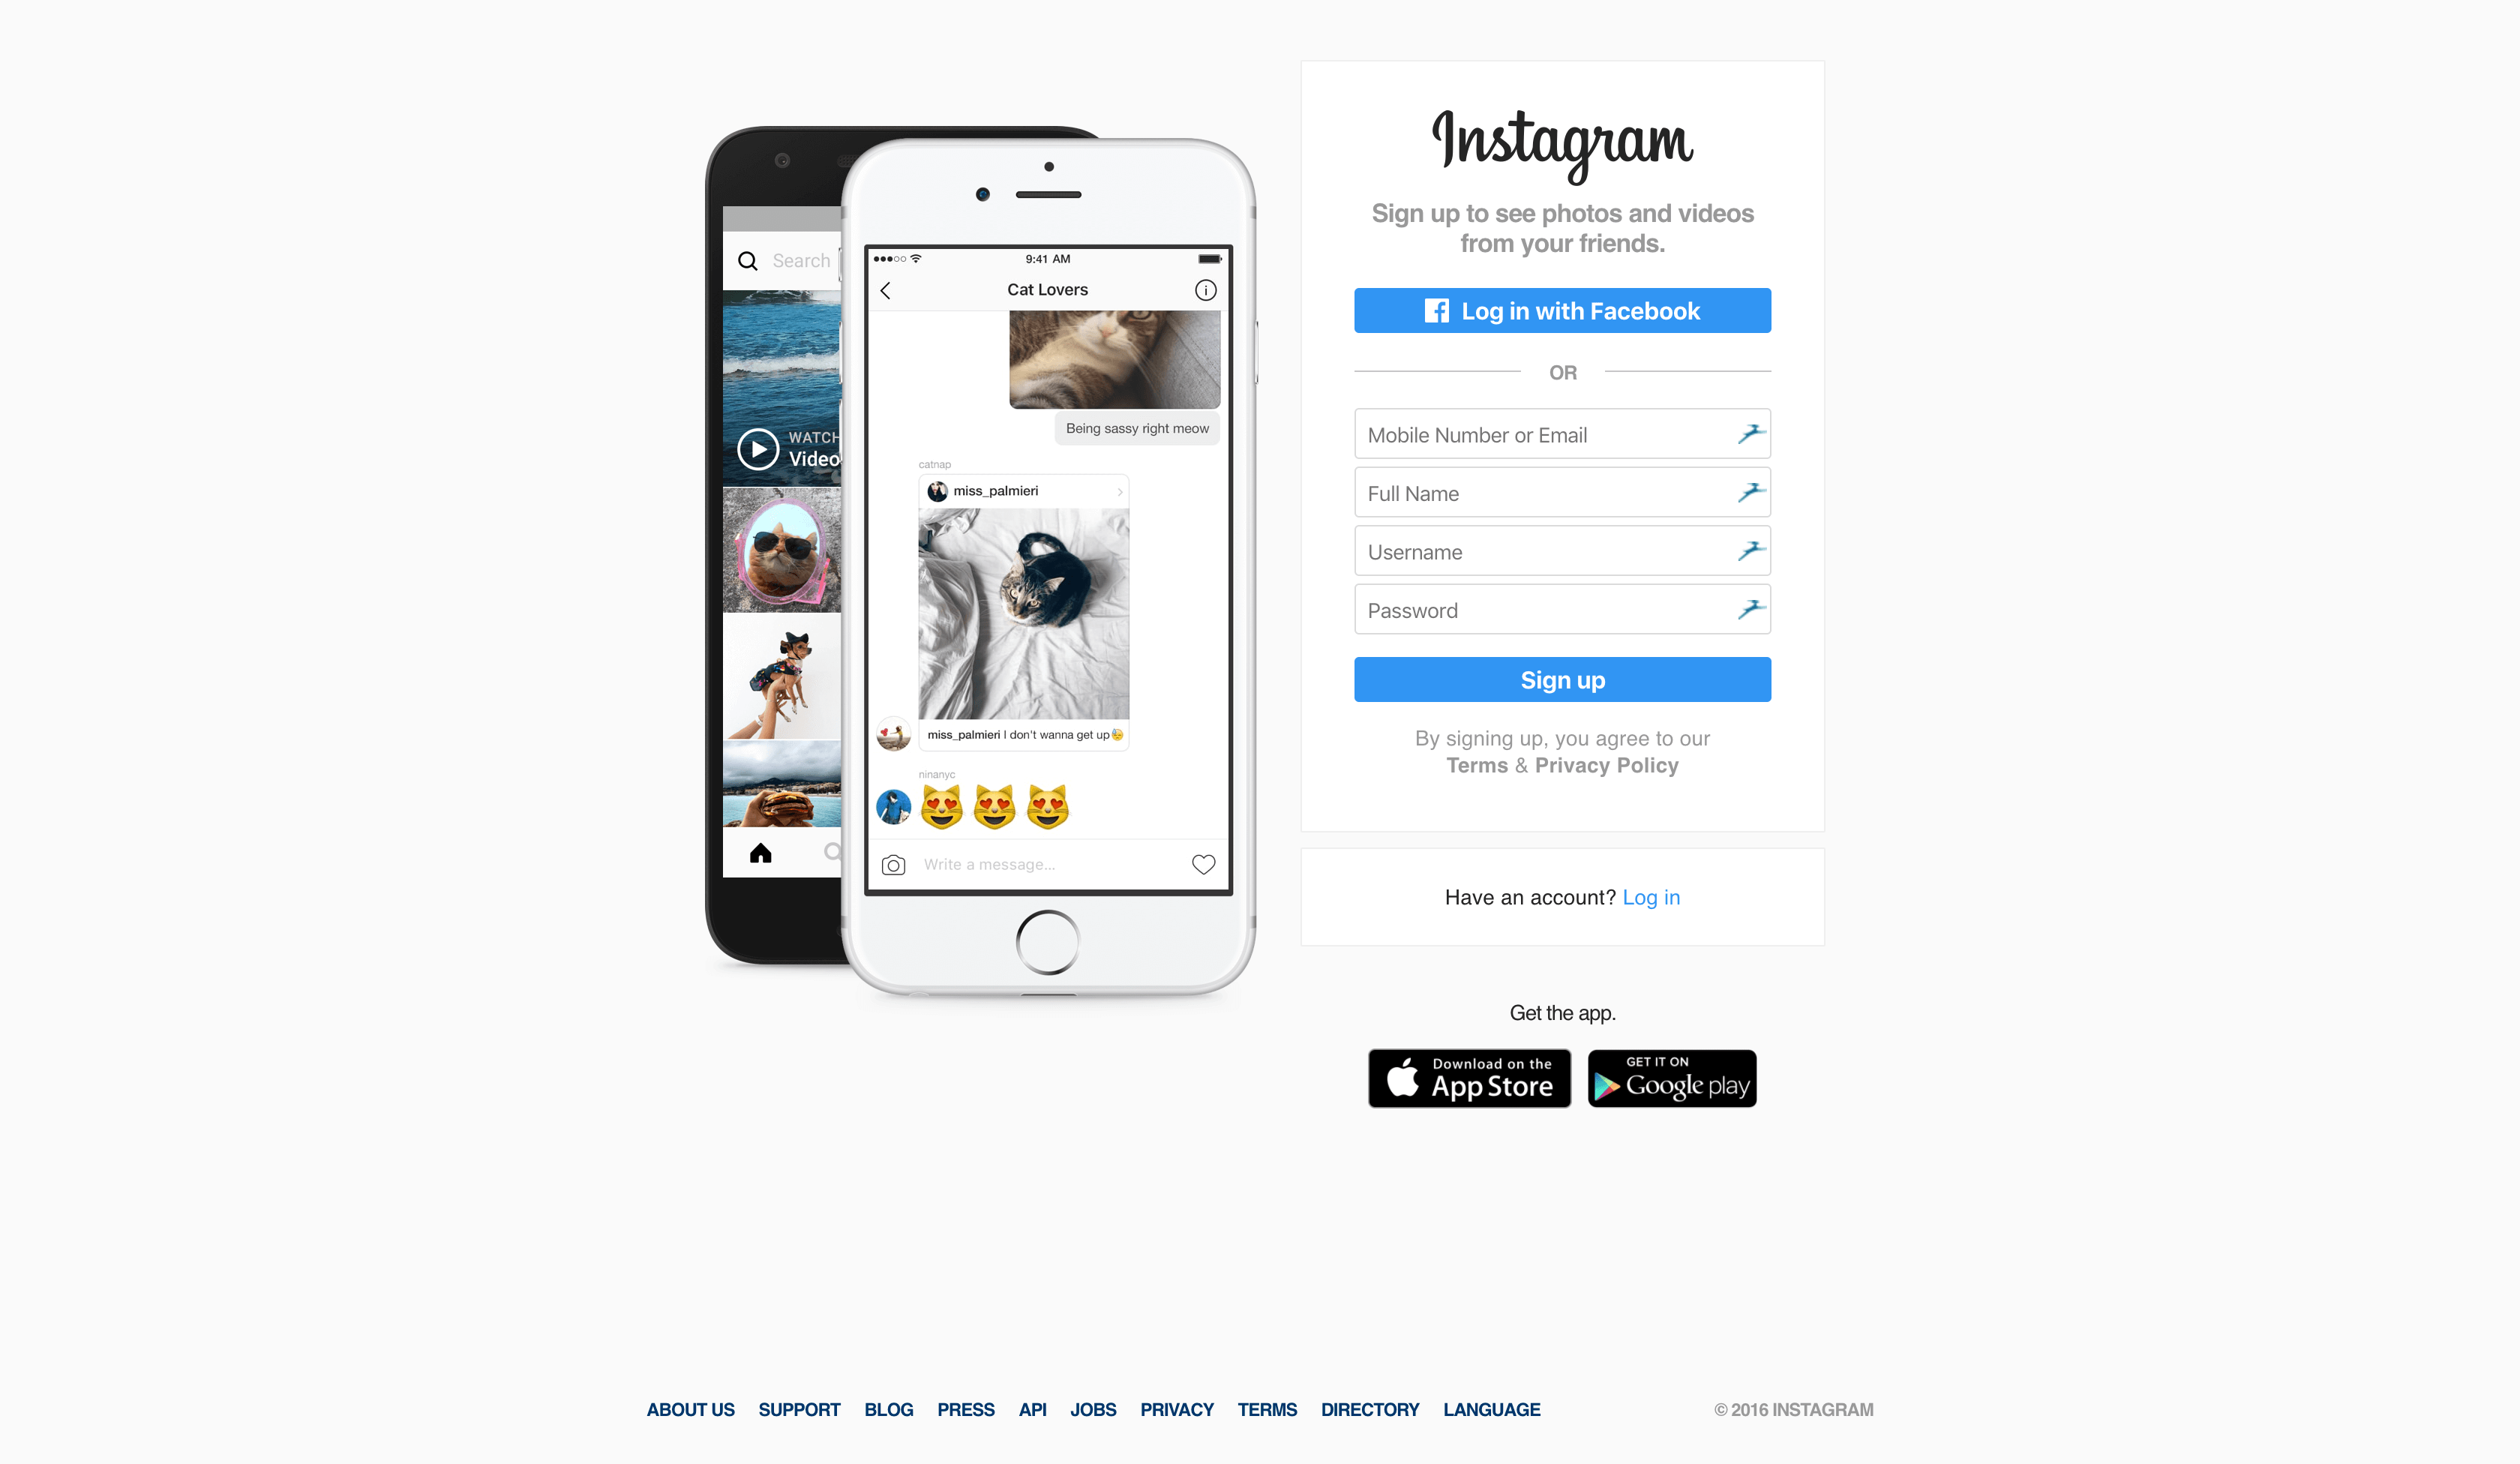 Search
WATCH
Video
9:41 AM
Cat Lovers
Being sassy right meow
catnap
miss_palmieri
miss_palmieri I don't wanna get up😓
ninanyc
😻 😻 😻
Write a message...
Instagram
Sign up to see photos and videos
from your friends.
Log in with Facebook
OR
Mobile Number or Email
Full Name
Username
Password
Sign up
By signing up, you agree to our
Terms & Privacy Policy
Have an account? Log in
Get the app.
Download on the
App Store
GET IT ON
Google play
ABOUT US SUPPORT BLOG PRESS API JOBS PRIVACY TERMS DIRECTORY LANGUAGE © 2016 INSTAGRAM